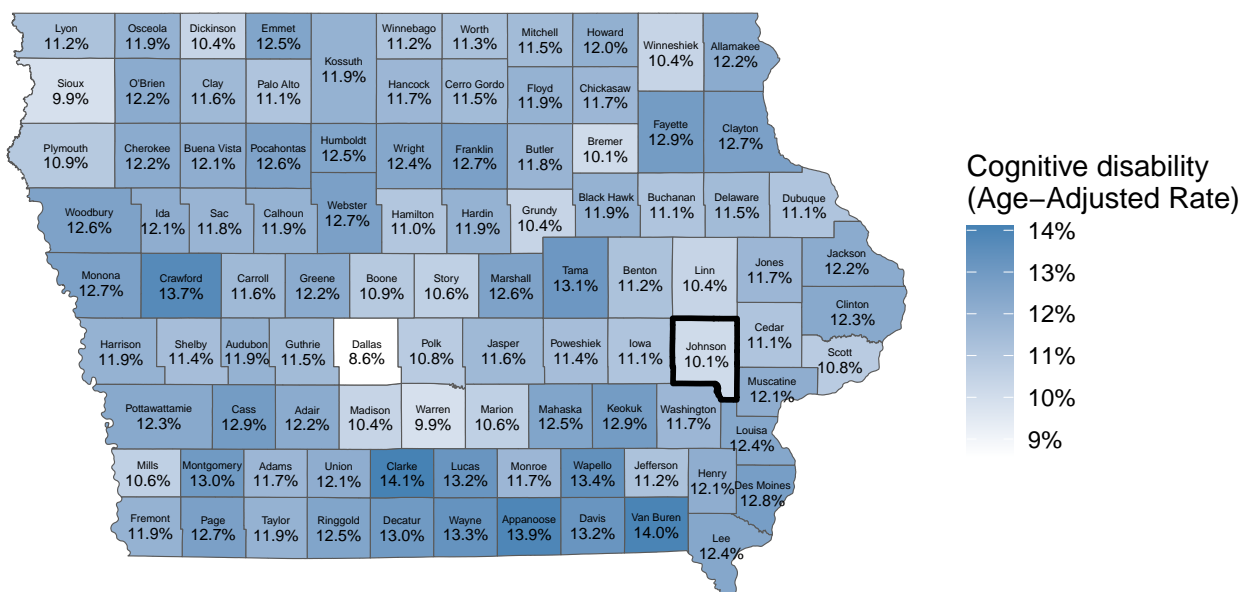 Lyon
11.2%
Osceola
11.9%
Dickinson
10.4%
Emmet
12.5%
Kossuth
11.9%
Winnebago
11.2%
Worth
11.3%
Mitchell
11.5%
Howard
12.0%
Winneshiek
10.4%
Allamakee
12.2%
Sioux
9.9%
O'Brien
12.2%
Clay
11.6%
Palo Alto
11.1%
Hancock
11.7%
Cerro Gordo
11.5%
Floyd
11.9%
Chickasaw
11.7%
Plymouth
10.9%
Cherokee
12.2%
Buena Vista
12.1%
Pocahontas
12.6%
Humboldt
12.5%
Wright
12.4%
Franklin
12.7%
Butler
11.8%
Bremer
10.1%
Fayette
12.9%
Clayton
12.7%
Woodbury
12.6%
Ida
12.1%
Sac
11.8%
Calhoun
11.9%
Webster
12.7%
Hamilton
11.0%
Hardin
11.9%
Grundy
10.4%
Black Hawk
11.9%
Buchanan
11.1%
Delaware
11.5%
Dubuque
11.1%
Monona
12.7%
Crawford
13.7%
Carroll
11.6%
Greene
12.2%
Boone
10.9%
Story
10.6%
Marshall
12.6%
Tama
13.1%
Benton
11.2%
Linn
10.4%
Jones
11.7%
Jackson
12.2%
Clinton
12.3%
Harrison
11.9%
Shelby
11.4%
Audubon
11.9%
Guthrie
11.5%
Dallas
8.6%
Polk
10.8%
Jasper
11.6%
Poweshiek
11.4%
Iowa
11.1%
Johnson
10.1%
Cedar
11.1%
Scott
10.8%
Muscatine
12.1%
Pottawattamie
12.3%
Cass
12.9%
Adair
12.2%
Madison
10.4%
Warren
9.9%
Marion
10.6%
Mahaska
12.5%
Keokuk
12.9%
Washington
11.7%
Louisa
12.4%
Mills
10.6%
Montgomery
13.0%
Adams
11.7%
Union
12.1%
Clarke
14.1%
Lucas
13.2%
Monroe
11.7%
Wapello
13.4%
Jefferson
11.2%
Henry
12.1%
Des Moines
12.8%
Fremont
11.9%
Page
12.7%
Taylor
11.9%
Ringgold
12.5%
Decatur
13.0%
Wayne
13.3%
Appanoose
13.9%
Davis
13.2%
Van Buren
14.0%
Lee
12.4%
Cognitive disability
(Age−Adjusted Rate)
14%
13%
12%
11%
10%
9%